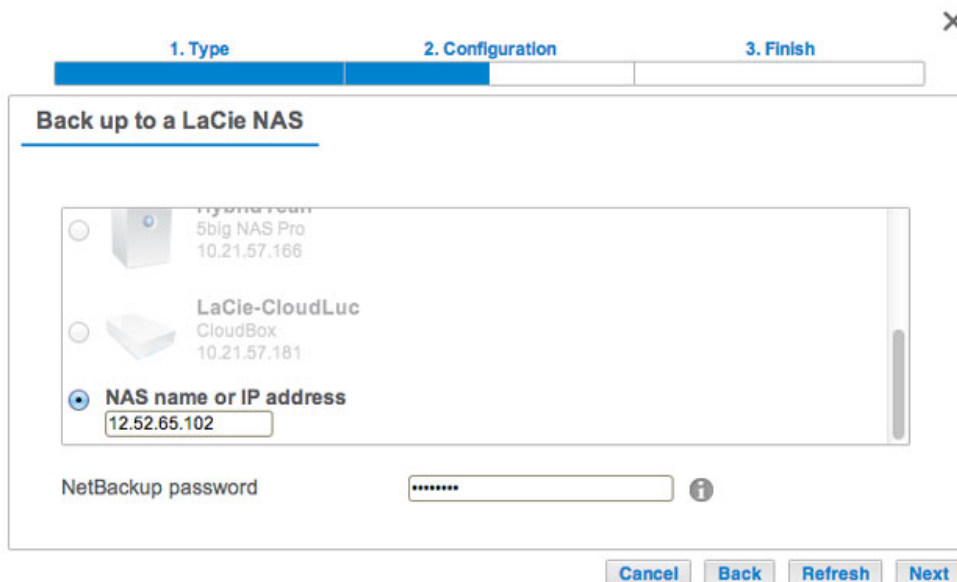 1. Type 2. Configuration 3. Finish
Back up to a LaCie NAS
5big NAS Pro
10.21.57.166
LaCie-CloudLuc
CloudBox
10.21.57.181
NAS name or IP address
12.52.65.102
NetBackup password ••••••••
Cancel Back Refresh Next